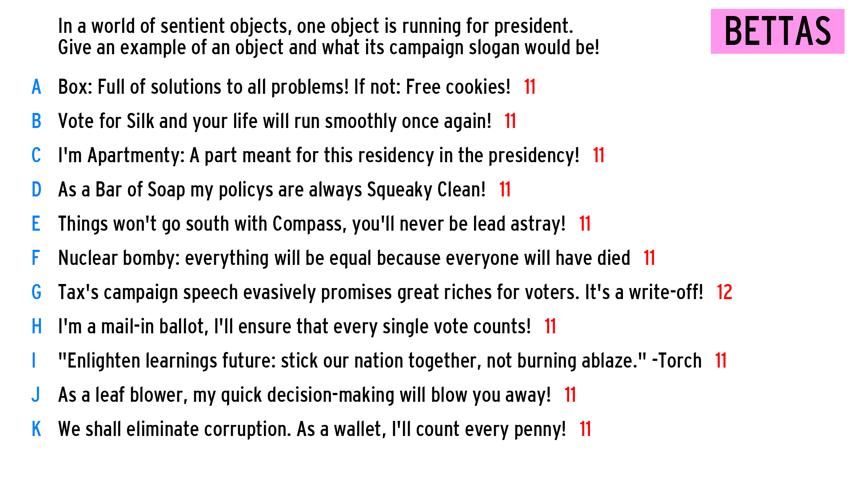 In a world of sentient objects, one object is running for president.
Give an example of an object and what its campaign slogan would be!
BETTAS
A Box: Full of solutions to all problems! If not: Free cookies! 11
B Vote for Silk and your life will run smoothly once again! 11
C I'm Apartmenty: A part meant for this residency in the presidency! 11
D As a Bar of Soap my policys are always Squeaky Clean! 11
E Things won't go south with Compass, you'll never be lead astray! 11
F Nuclear bomby: everything will be equal because everyone will have died 11
G Tax's campaign speech evasively promises great riches for voters. It's a write-off! 12
H I'm a mail-in ballot, I'll ensure that every single vote counts! 11
I "Enlighten learnings future: stick our nation together, not burning ablaze." -Torch 11
J As a leaf blower, my quick decision-making will blow you away! 11
K We shall eliminate corruption. As a wallet, I'll count every penny! 11